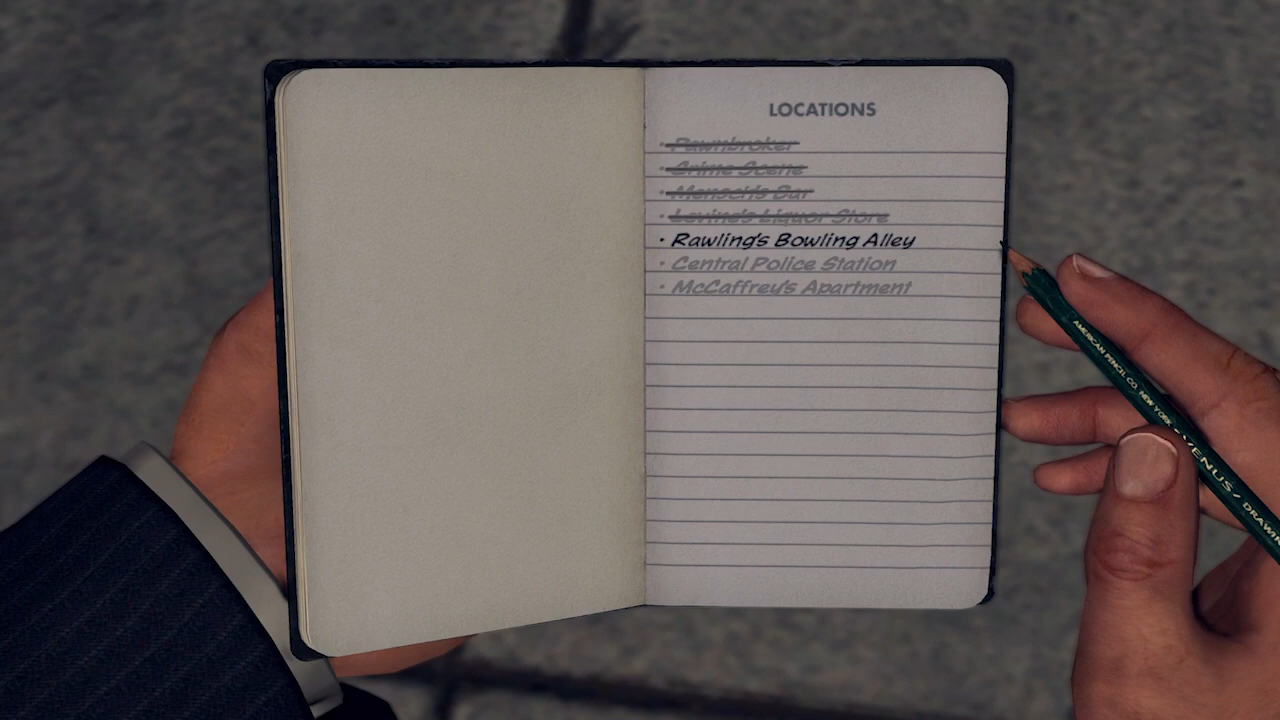 LOCATIONS
· Pawnbroker
· Crime Scene
· Mensch's Bar
· Levine's Liquor Store
· Rawling's Bowling Alley
· Central Police Station
· McCaffrey's Apartment
AMERICAN PENCIL CO. NEW YORK "VENUS" DRAWIN